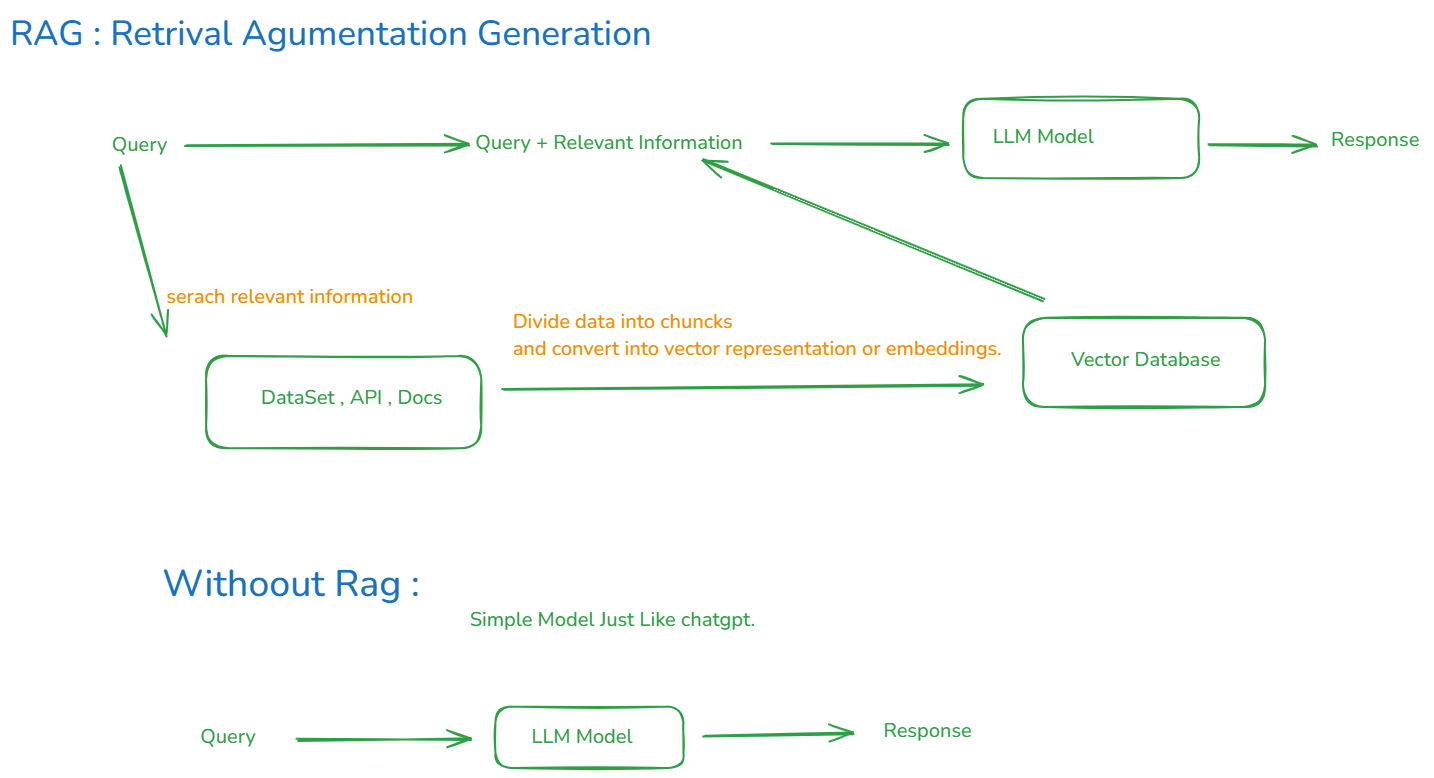 RAG : Retrival Agumentation Generation
Query
Query + Relevant Information
LLM Model
Response
serach relevant information
Divide data into chuncks
and convert into vector representation or embeddings.
DataSet , API , Docs
Vector Database
Withoout Rag :
Simple Model Just Like chatgpt.
Query
LLM Model
Response